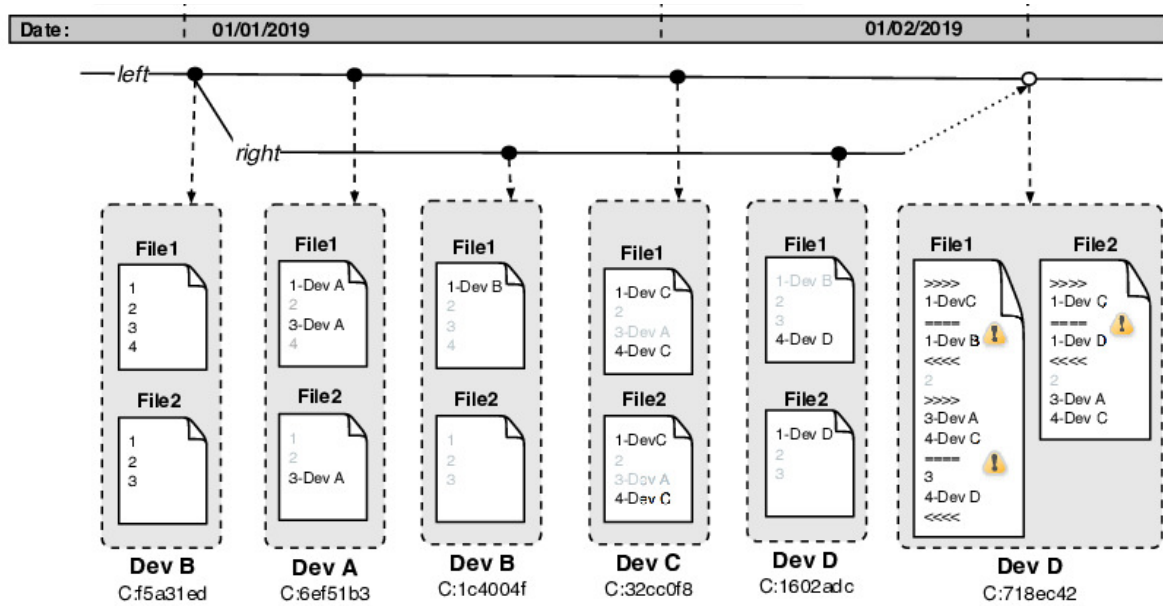 Date: 01/01/2019 01/02/2019
left
right
File1
1
2
3
4
File2
1
2
3
Dev B
C:f5a31ed
File1
1-Dev A
2
3-Dev A
4
File2
1
2
3-Dev A
Dev A
C:6ef51b3
File1
1-Dev B
2
3
4
File2
1
2
3
Dev B
C:1c4004f
File1
1-Dev C
2
3-Dev A
4-Dev C
File2
1-DevC
2
3-Dev A
4-Dev C
Dev C
C:32cc0f8
File1
1-Dev B
2
3
4-Dev D
File2
1-Dev D
2
3
Dev D
C:1602adc
File1
>>>>
1-DevC
====
1-Dev B
<<<<
2
>>>>
3-Dev A
4-Dev C
====
3
4-Dev D
<<<<
File2
>>>>
1-Dev C
====
1-Dev D
<<<<
2
3-Dev A
4-Dev C
Dev D
C:718ec42